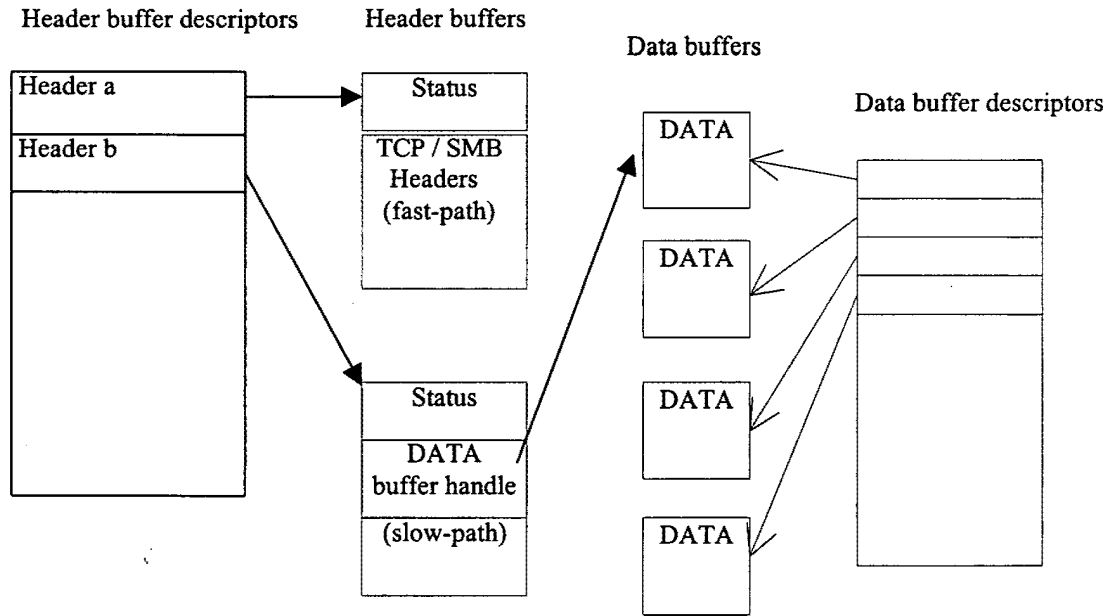 Header buffer descriptors
Header buffers
Data buffers
Data buffer descriptors
Header a
Header b
Status
TCP / SMB
Headers
(fast-path)
Status
DATA
buffer handle
(slow-path)
DATA
DATA
DATA
DATA